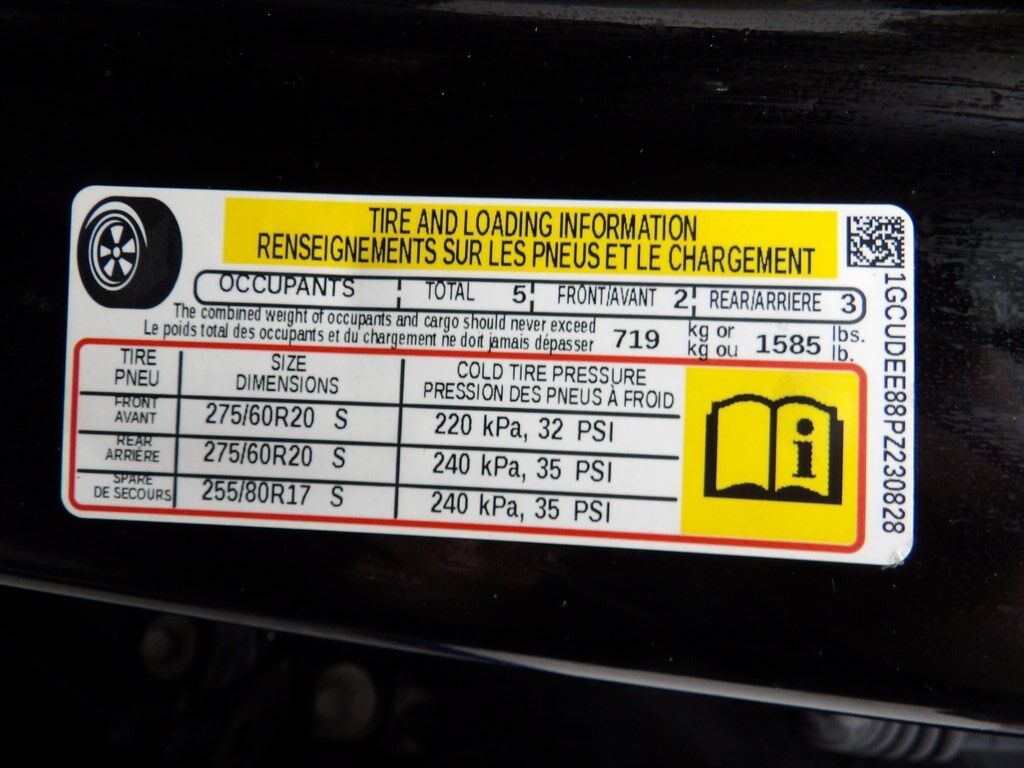 TIRE AND LOADING INFORMATION
RENSEIGNEMENTS SUR LES PNEUS ET LE CHARGEMENT
OCCUPANTS TOTAL 5 FRONT/AVANT 2 REAR/ARRIERE 3
The combined weight of occupants and cargo should never exceed 719 kg or 1585 lbs.
Le poids total des occupants et du chargement ne doit jamais dépasser kg ou lb.
TIRE SIZE COLD TIRE PRESSURE
PNEU DIMENSIONS PRESSION DES PNEUS À FROID
FRONT
AVANT 275/60R20 S 220 kPa, 32 PSI
REAR
ARRIÈRE 275/60R20 S 240 kPa, 35 PSI
SPARE
DE SECOURS 255/80R17 S 240 kPa, 35 PSI
i
1GCUDEE88PZ230828